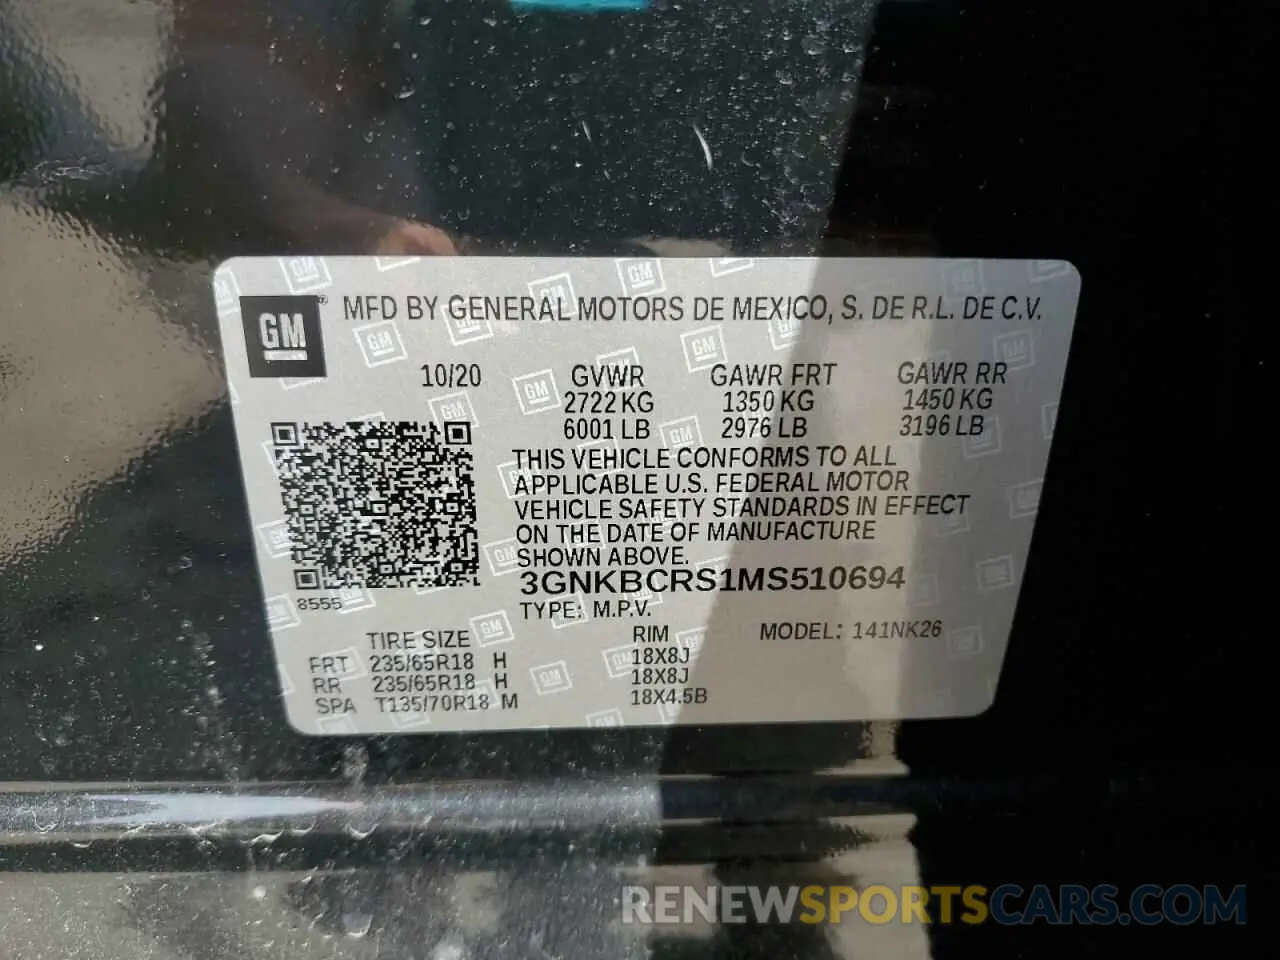 GM ® MFD BY GENERAL MOTORS DE MEXICO, S. DE R.L. DE C.V.
10/20 GVWR GAWR FRT GAWR RR
2722 KG 1350 KG 1450 KG
6001 LB 2976 LB 3196 LB
THIS VEHICLE CONFORMS TO ALL
APPLICABLE U.S. FEDERAL MOTOR
VEHICLE SAFETY STANDARDS IN EFFECT
ON THE DATE OF MANUFACTURE
SHOWN ABOVE.
3GNKBCRS1MS510694
8555
TYPE: M.P.V.
TIRE SIZE RIM MODEL: 141NK26
FRT 235/65R18 H 18X8J
RR 235/65R18 H 18X8J
SPA T135/70R18 M 18X4.5B
RENEWSPORTSCARS.COM